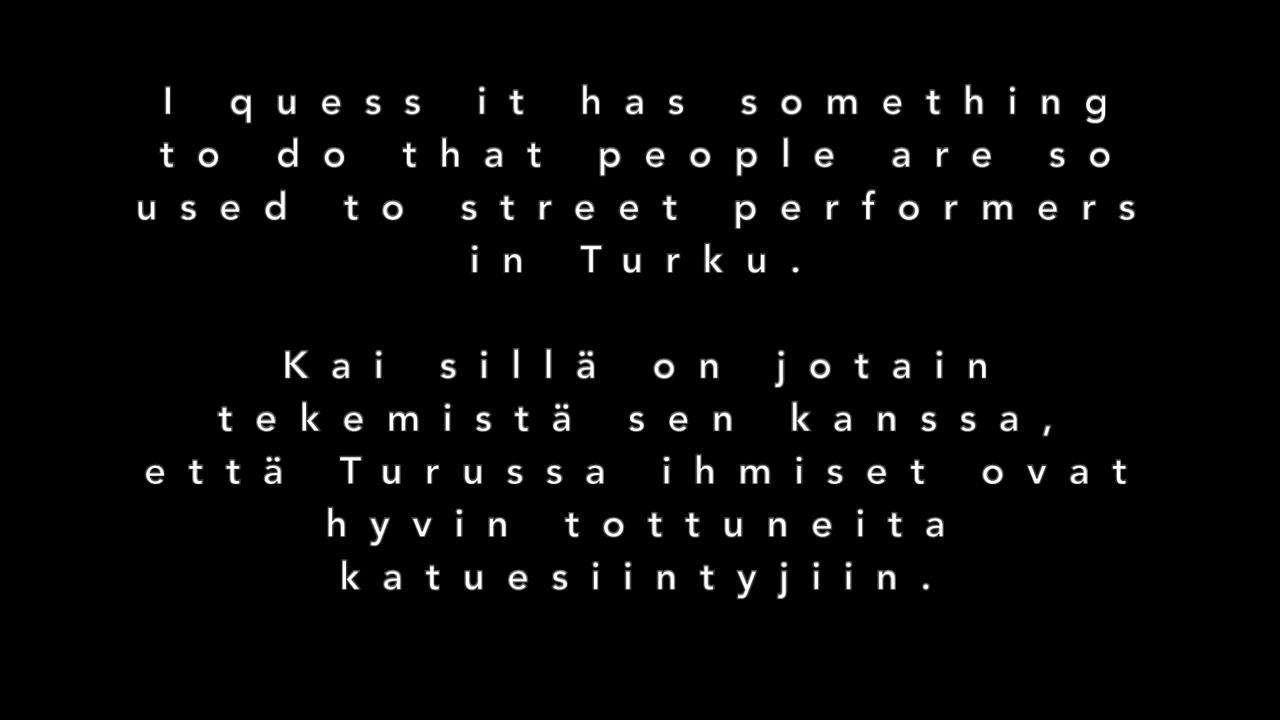 I quess it has something
to do that people are so
used to street performers
in Turku.
Kai sillä on jotain
tekemistä sen kanssa,
että Turussa ihmiset ovat
hyvin tottuneita
katuesiintyjiin.